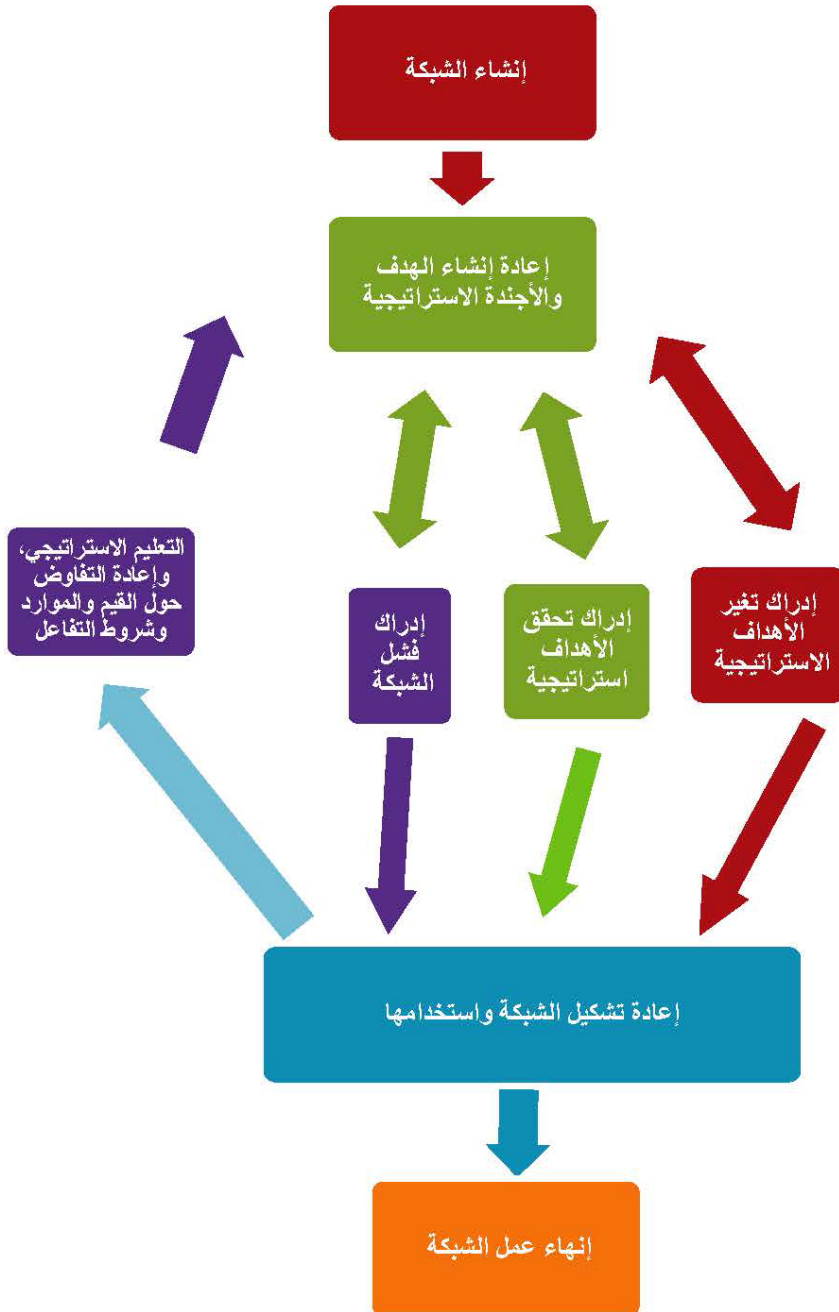 إنشاء الشبكة
إعادة إنشاء الهدف
والأجندة الاستراتيجية
إدراك تغير
الأهداف
الاستراتيجية
إدراك تحقق
الأهداف
استراتيجية
إدراك
فشل
الشبكة
التعليم الاستراتيجي،
وإعادة التفاوض
حول القيم والموارد
وشروط التفاعل
إعادة تشكيل الشبكة واستخدامها
إنهاء عمل الشبكة